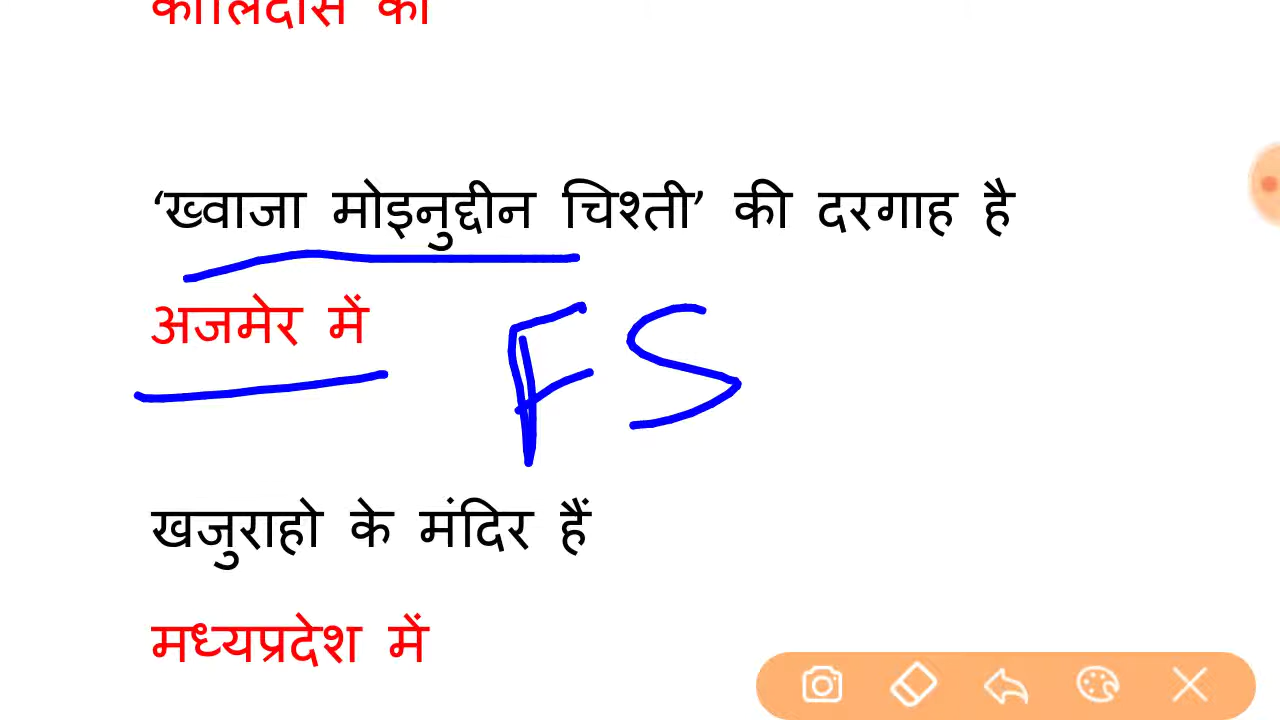 कालिदास को
‘ख्वाजा मोइनुद्दीन चिश्ती’ की दरगाह है
अजमेर में
FS
खजुराहो के मंदिर हैं
मध्यप्रदेश में